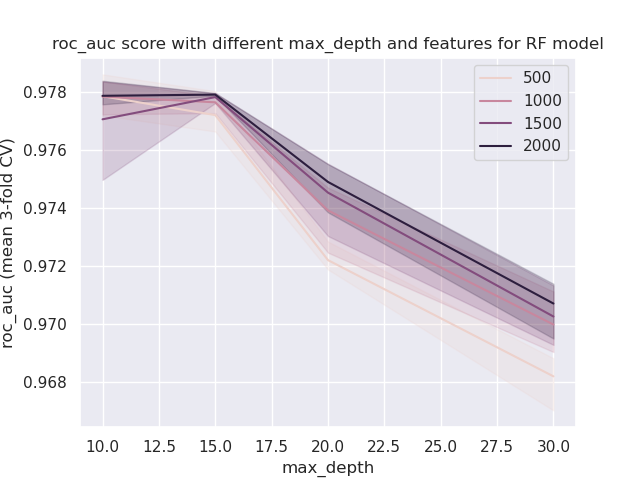 roc_auc score with different max_depth and features for RF model
500
1000
1500
2000
0.978
0.976
0.974
0.972
0.970
0.968
roc_auc (mean 3-fold CV)
10.0 12.5 15.0 17.5 20.0 22.5 25.0 27.5 30.0
max_depth